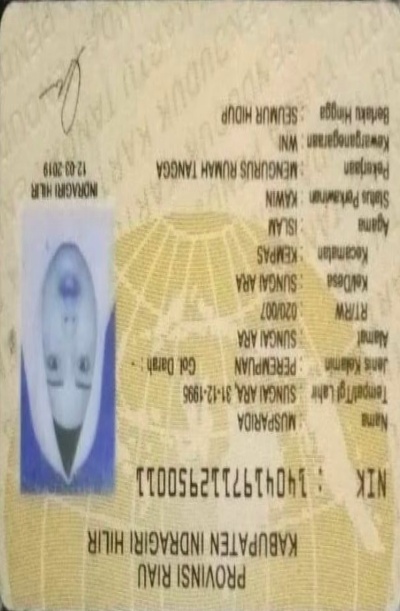 PROVINSI RIAU
KABUPATEN INDRAGIRI HILIR
NIK : 1404197112950011
Nama : MUSPARIDA
Tempat/Tgl Lahir : SUNGAI ARA, 31-12-1995
Jenis Kelamin : PEREMPUAN Gol. Darah : -
Alamat : SUNGAI ARA
RT/RW : 020/007
Kel/Desa : SUNGAI ARA
Kecamatan : KEMPAS
Agama : ISLAM
Status Perkawinan : KAWIN
Pekerjaan : MENGURUS RUMAH TANGGA
Kewarganegaraan : WNI
Berlaku Hingga : SEUMUR HIDUP
INDRAGIRI HILIR
12-03-2019